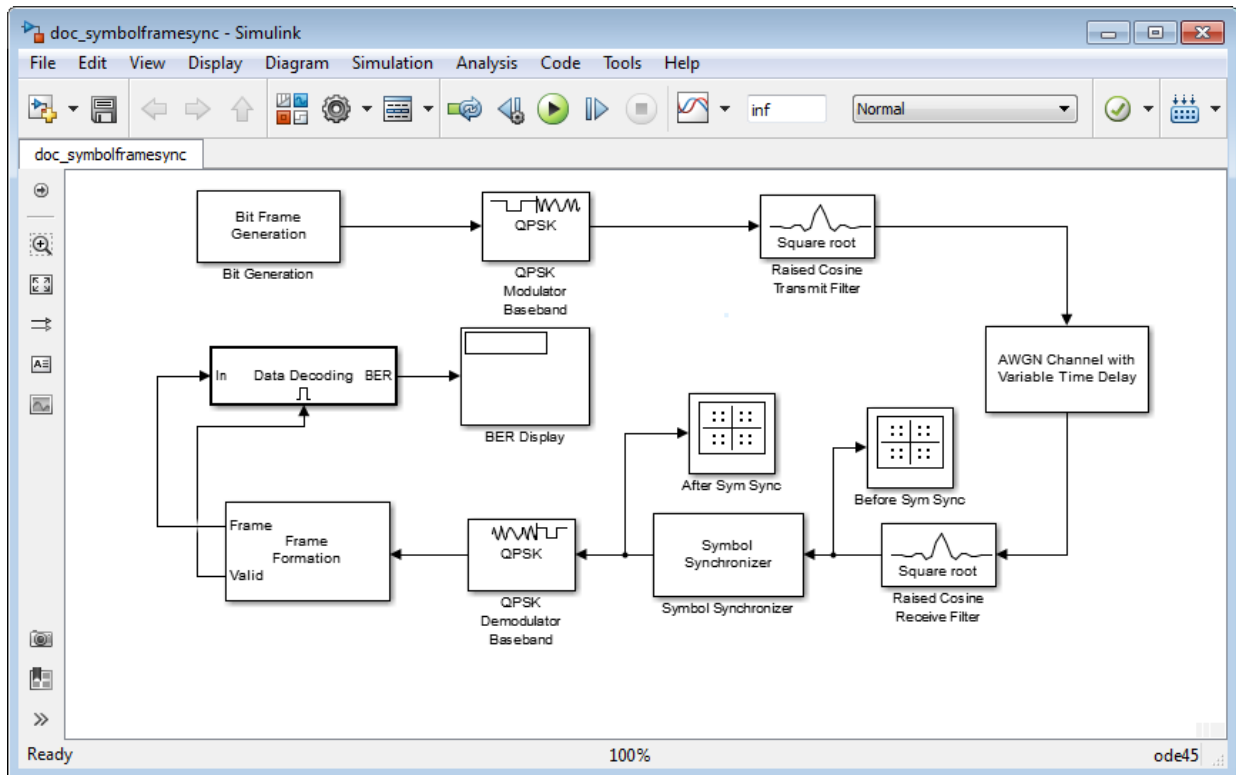 doc_symbolframesync - Simulink
File Edit View Display Diagram Simulation Analysis Code Tools Help
inf Normal
doc_symbolframesync
Bit Frame
Generation
Bit Generation
QPSK
QPSK
Modulator
Baseband
Square root
Raised Cosine
Transmit Filter
AWGN Channel with
Variable Time Delay
In Data Decoding BER
BER Display
After Sym Sync
Before Sym Sync
Frame
Frame
Formation
Valid
QPSK
QPSK
Demodulator
Baseband
Symbol
Synchronizer
Symbol Synchronizer
Square root
Raised Cosine
Receive Filter
Ready 100% ode45